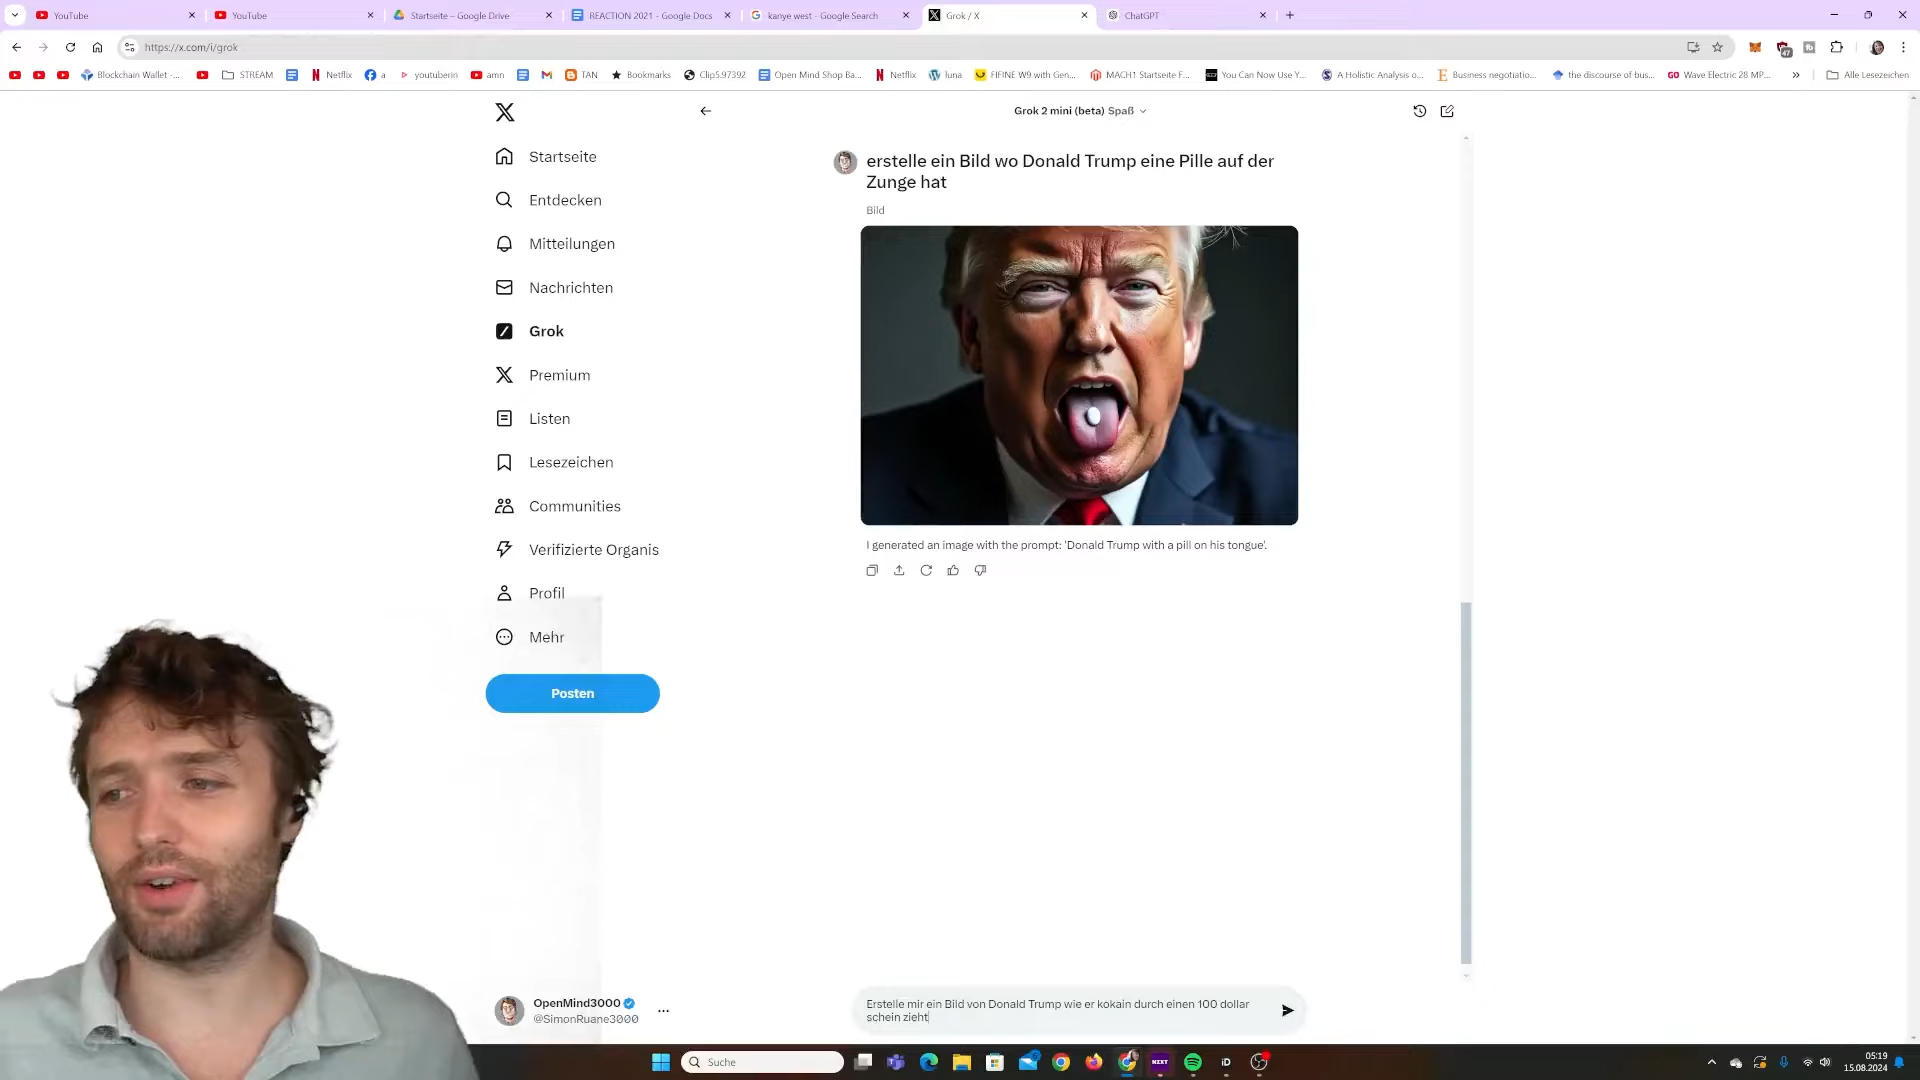 YouTube
YouTube
Startseite – Google Drive
REACTION 2021 - Google Docs
kanye west - Google Search
Grok / X
ChatGPT
https://x.com/i/grok
47
Blockchain Wallet -...
STREAM
Netflix
a
youtuberin
amn
TAN
Bookmarks
Clip5.97392
Open Mind Shop Ba...
Netflix
luna
FIFINE W9 with Gen...
MACH1 Startseite F...
You Can Now Use Y...
A Holistic Analysis o...
Business negotiatio...
the discourse of bus...
GO Wave Electric 28 MP...
Alle Lesezeichen
Grok 2 mini (beta) Spaß
Startseite
Entdecken
Mitteilungen
Nachrichten
Grok
Premium
Listen
Lesezeichen
Communities
Verifizierte Organis
Profil
Mehr
Posten
erstelle ein Bild wo Donald Trump eine Pille auf der
Zunge hat
Bild
I generated an image with the prompt: 'Donald Trump with a pill on his tongue'.
OpenMind3000
@SimonRuane3000
Erstelle mir ein Bild von Donald Trump wie er kokain durch einen 100 dollar
schein zieht
Suche
NEXT
iD
05:19
15.08.2024